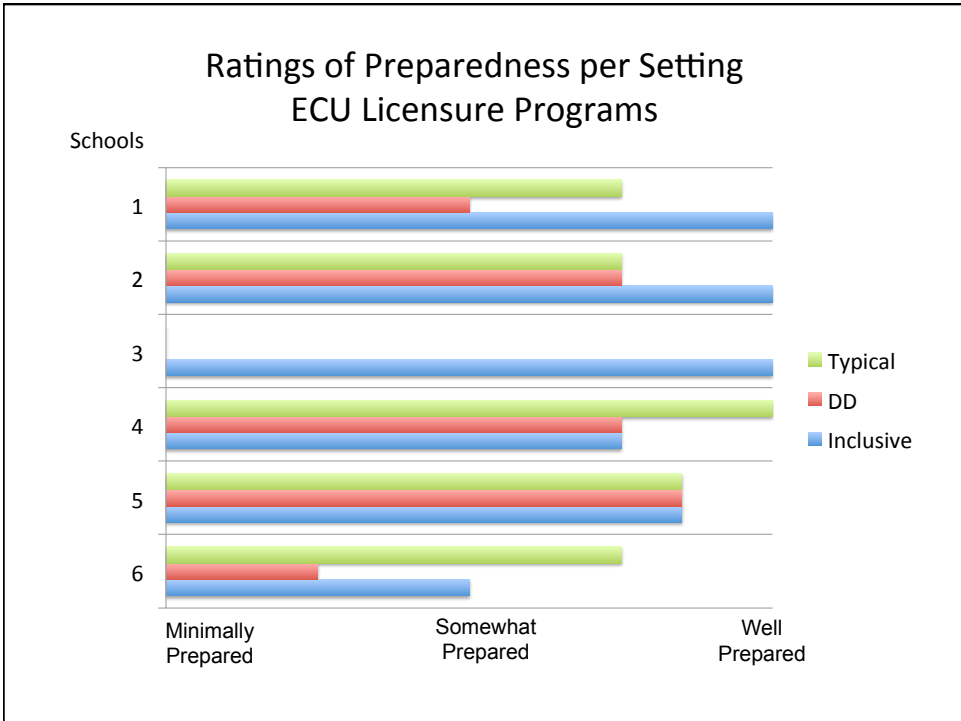 Ratings of Preparedness per Setting
ECU Licensure Programs
Schools
1
2
3
4
5
6
Typical
DD
Inclusive
Minimally
Prepared
Somewhat
Prepared
Well
Prepared